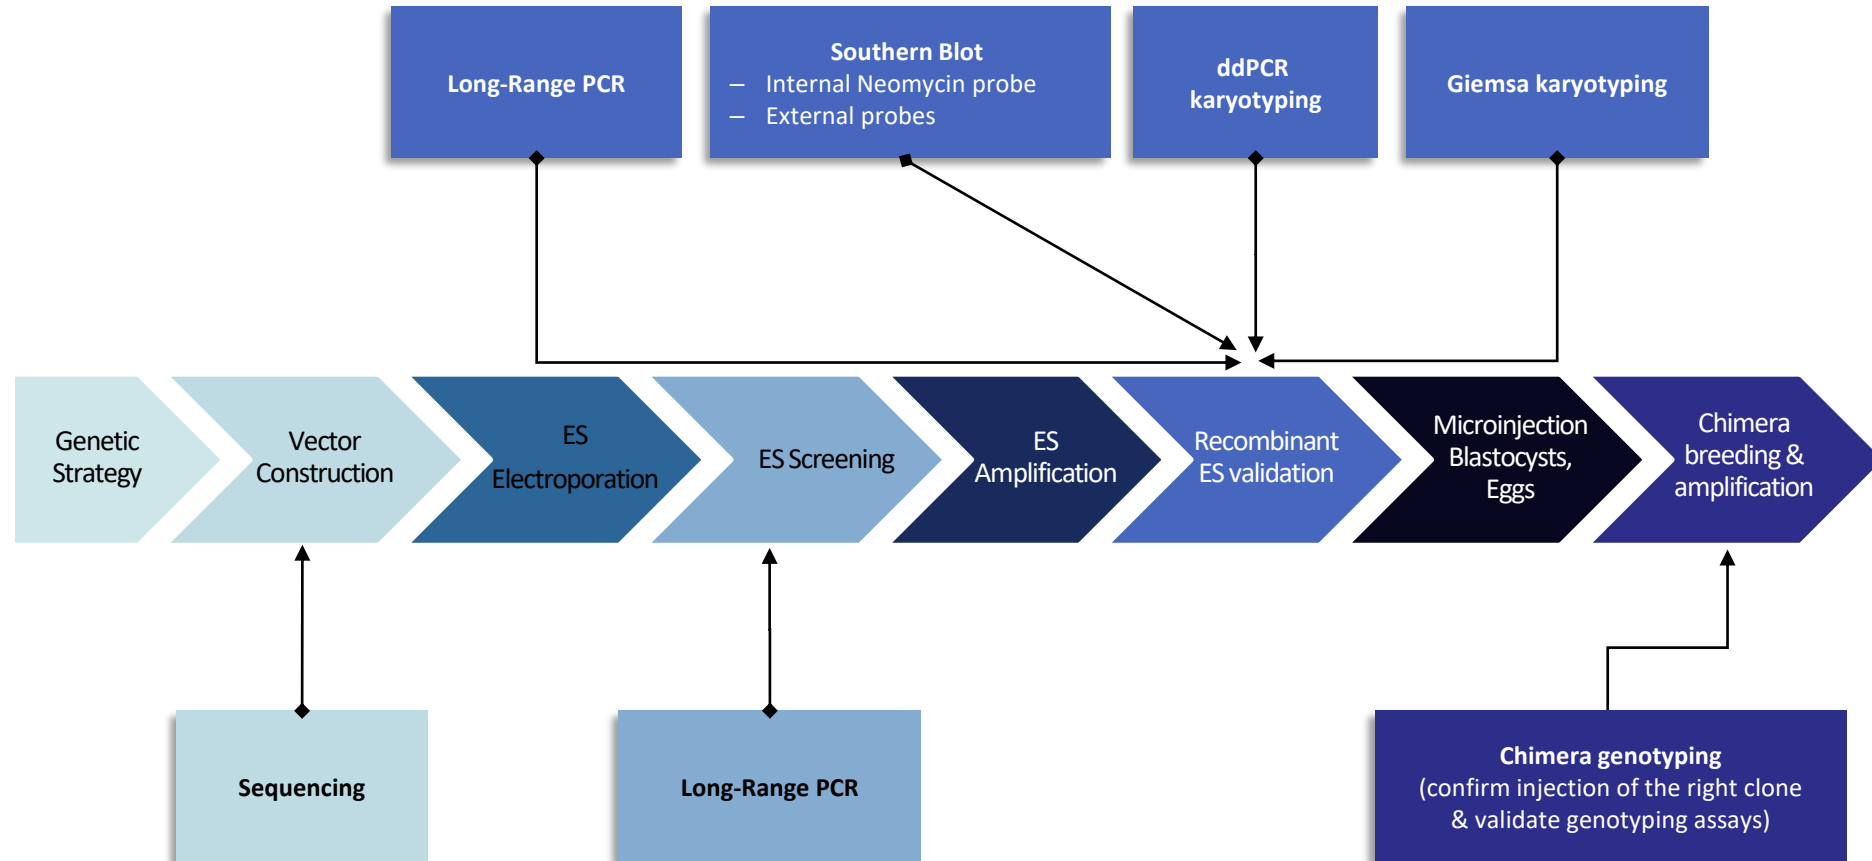 Long-Range PCR
Southern Blot
– Internal Neomycin probe
– External probes
ddPCR
karyotyping
Giemsa karyotyping
Genetic
Strategy
Vector
Construction
ES
Electroporation
ES Screening
ES
Amplification
Recombinant
ES validation
Microinjection
Blastocysts,
Eggs
Chimera
breeding &
amplification
Sequencing
Long-Range PCR
Chimera genotyping
(confirm injection of the right clone
& validate genotyping assays)